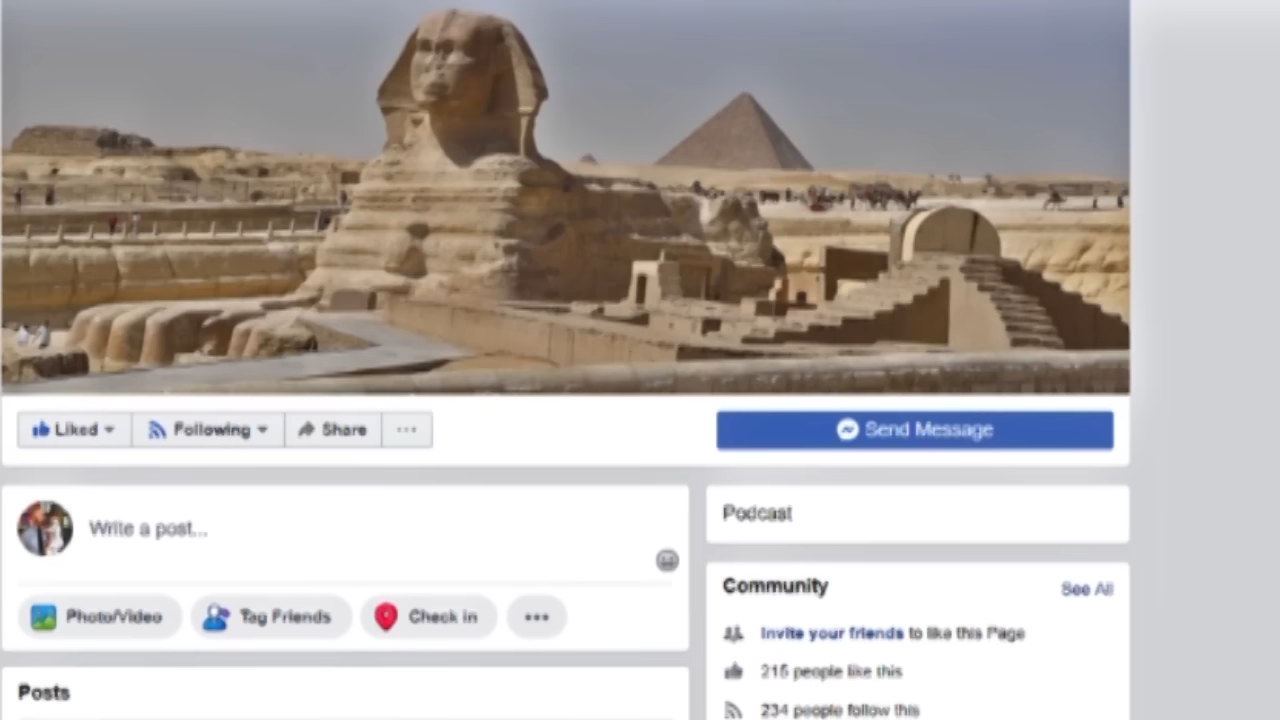 Liked
Following
Share
Send Message
Write a post...
Photo/Video
Tag Friends
Check in
Posts
Podcast
Community
See All
Invite your friends to like this Page
215 people like this
234 people follow this